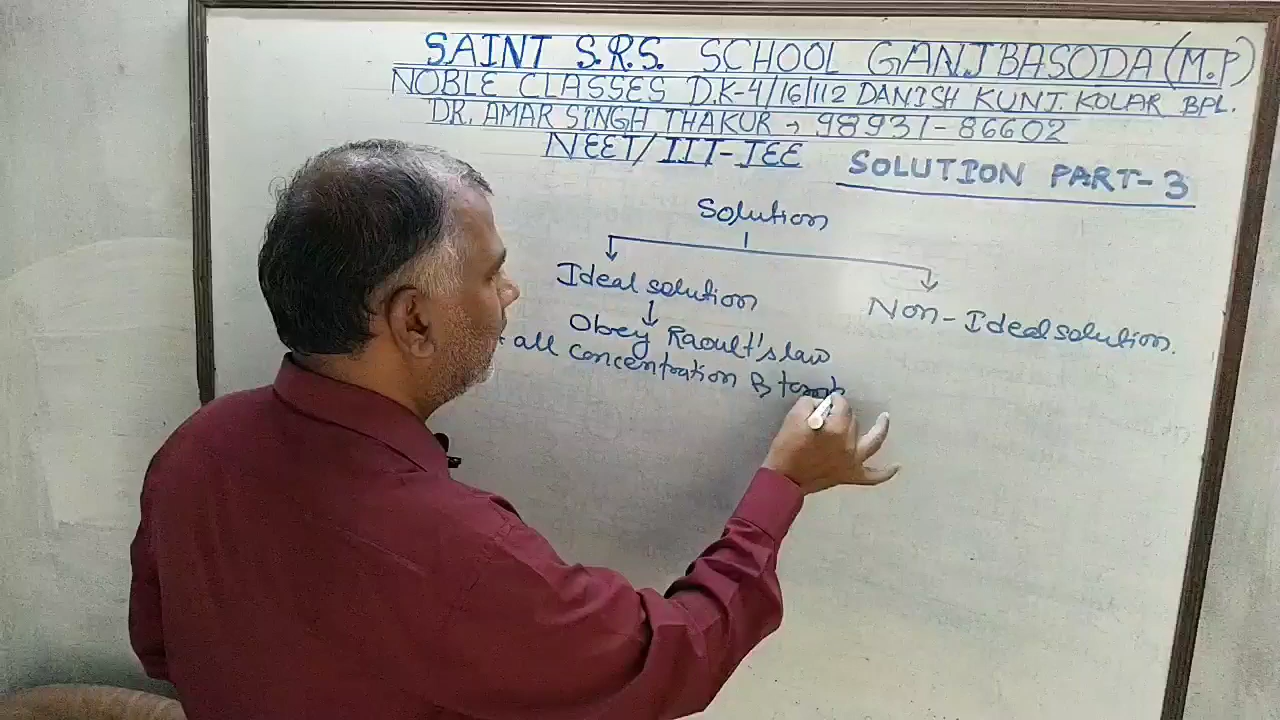 SAINT S.R.S. SCHOOL GANJBASODA (M.P)
NOBLE CLASSES D.K-4/16/112 DANISH KUNJ. KOLAR BPL.
DR. AMAR SINGH THAKUR → 98931-86602
NEET/IIT-JEE SOLUTION PART-3
Solution
Ideal solution
Non-Ideal solution.
Obey Raoult's law
all concentration &